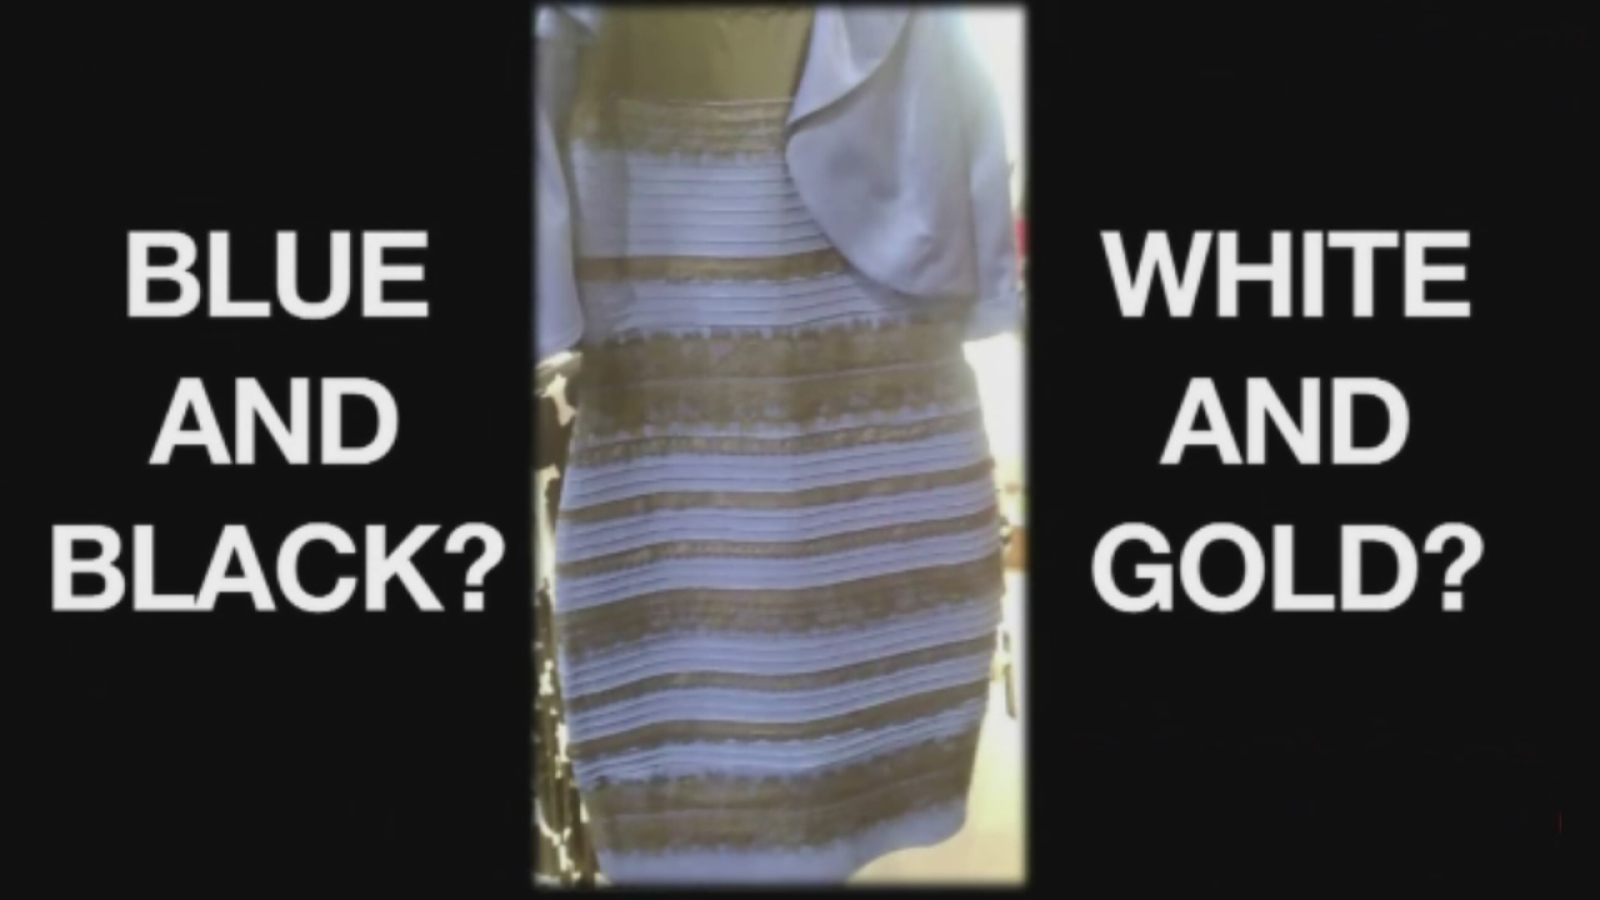 BLUE
AND
BLACK?
WHITE
AND
GOLD?